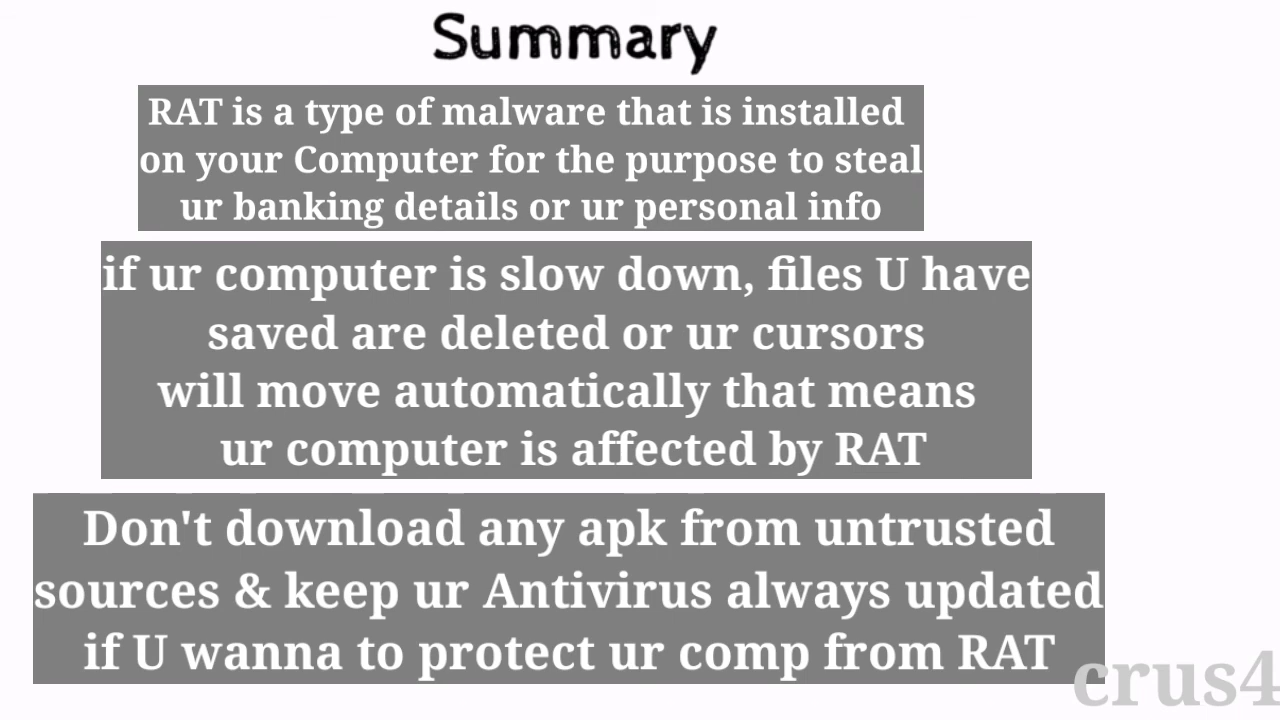 Summary
RAT is a type of malware that is installed
on your Computer for the purpose to steal
ur banking details or ur personal info
if ur computer is slow down, files U have
saved are deleted or ur cursors
will move automatically that means
ur computer is affected by RAT
Don't download any apk from untrusted
sources & keep ur Antivirus always updated
if U wanna to protect ur comp from RAT
crus4